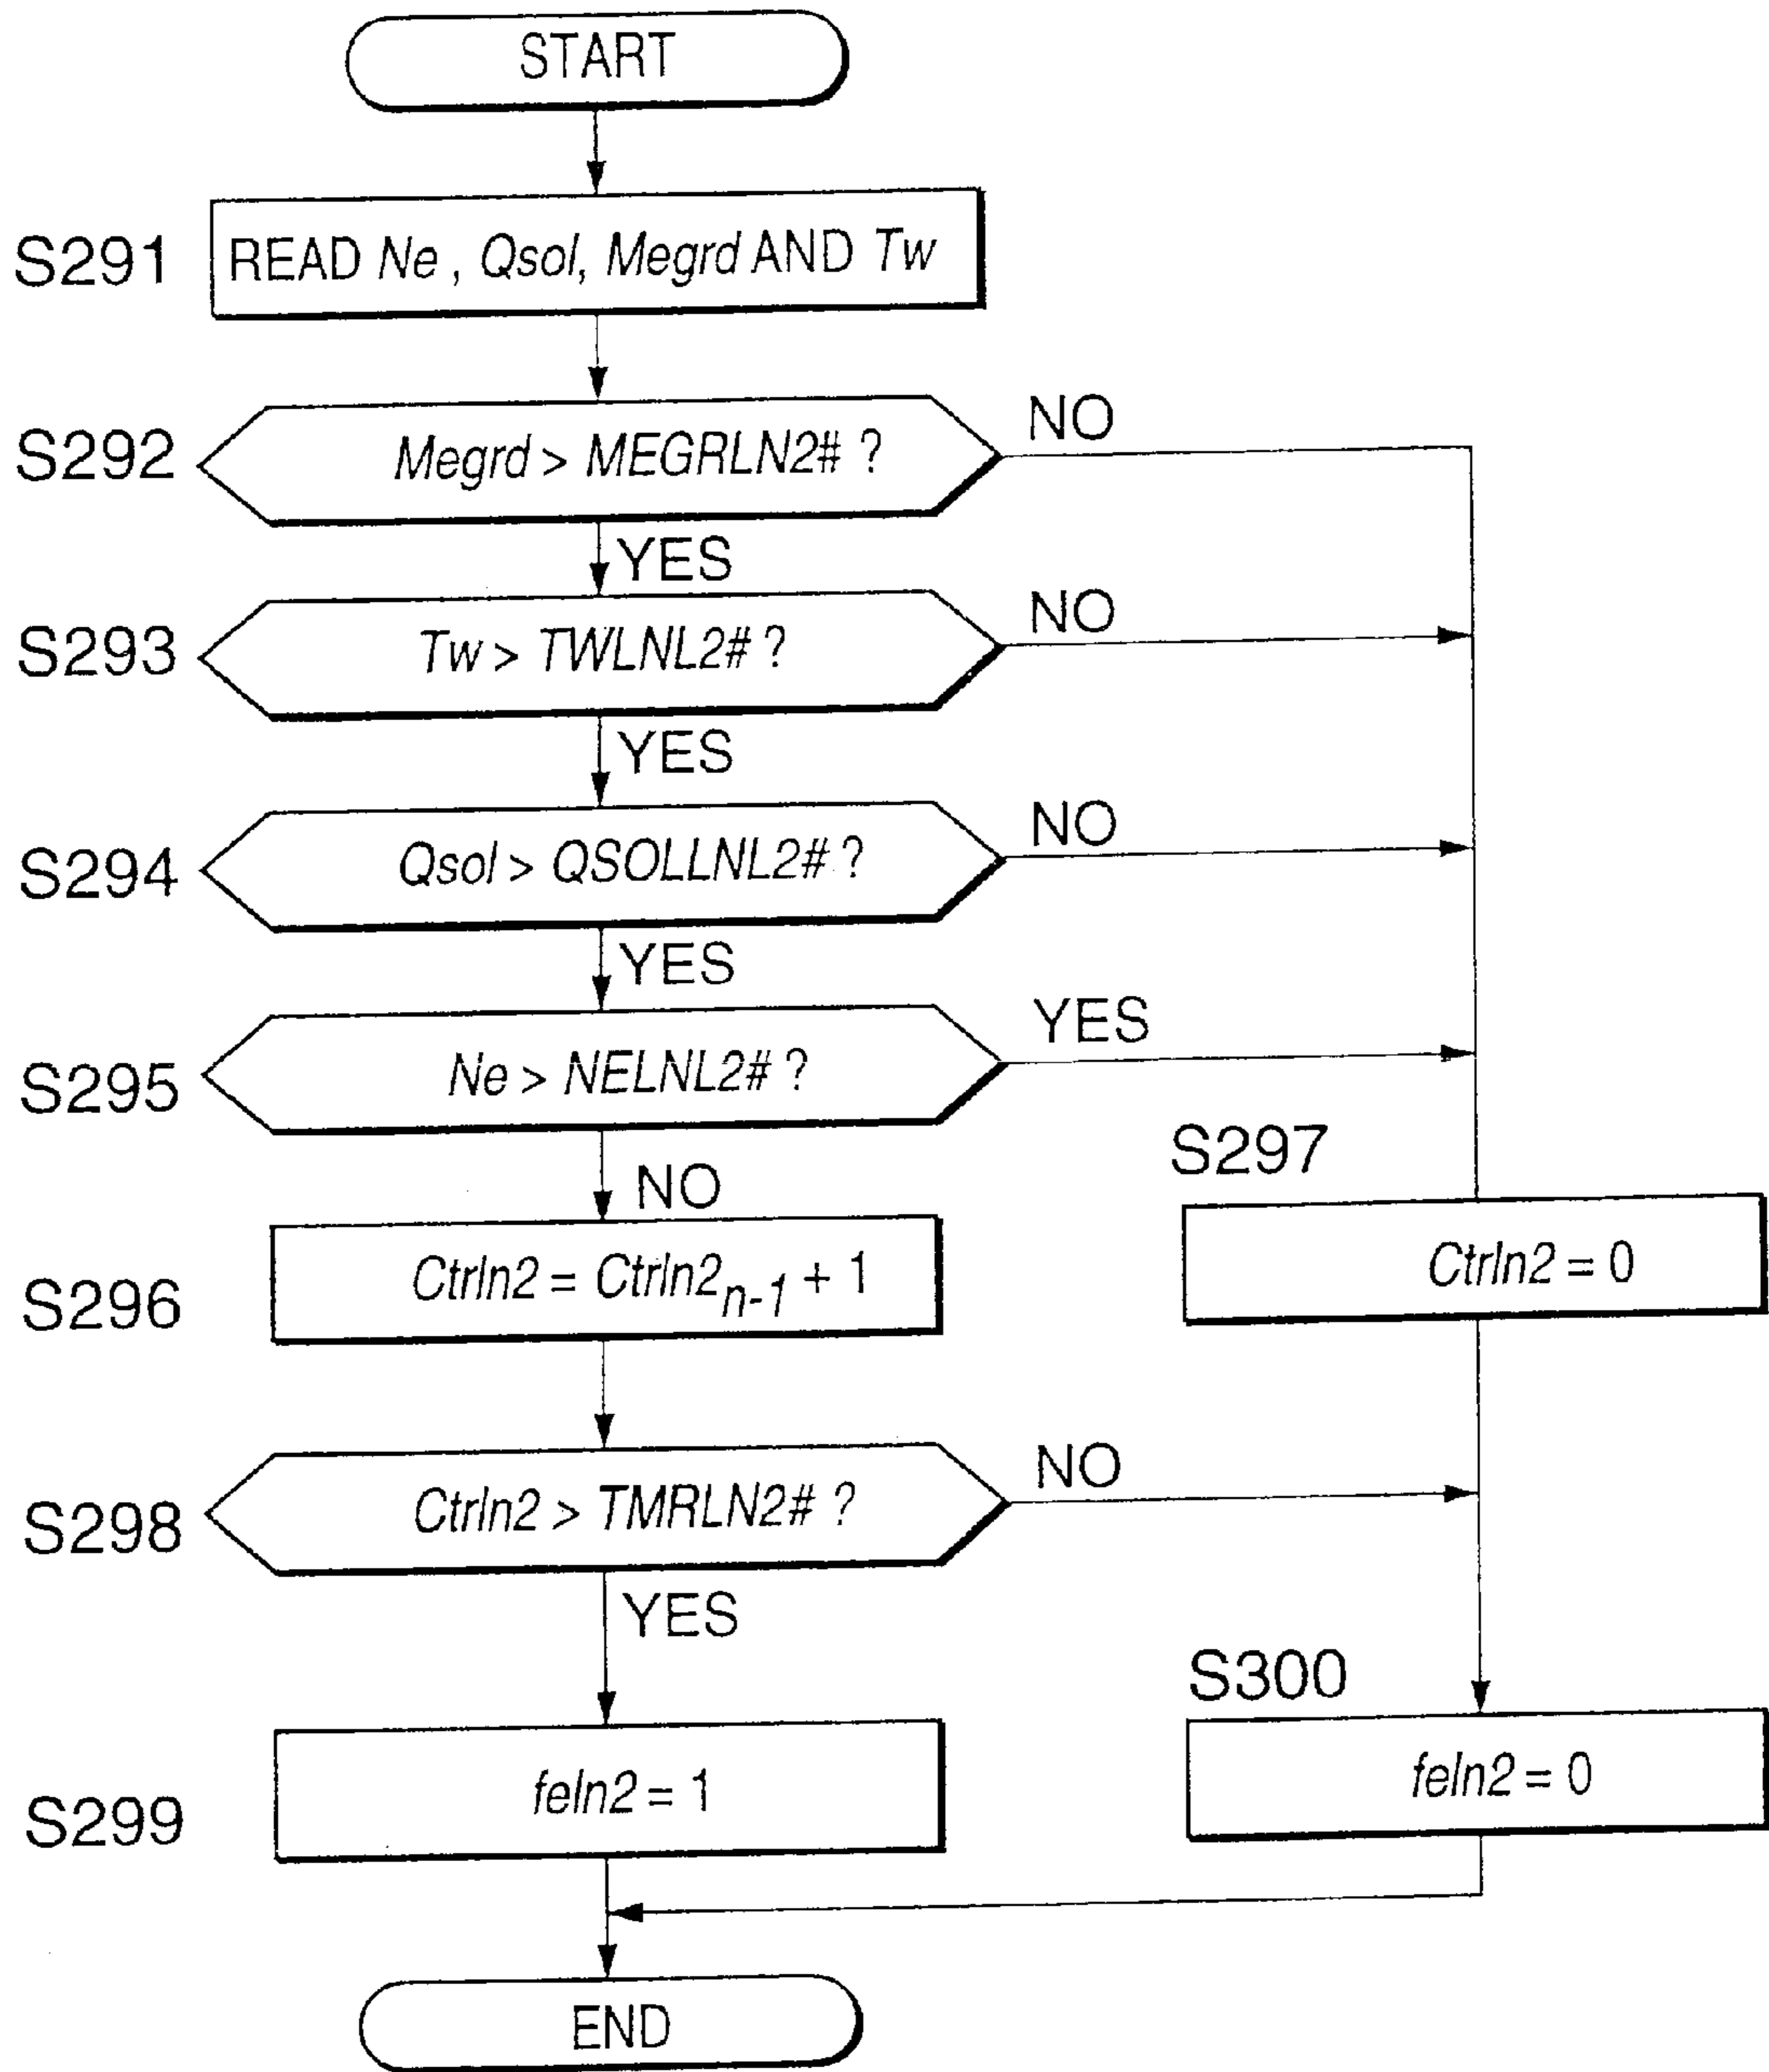 START
S291
READ Ne, Qsol, Megrd AND Tw
S292
Megrd > MEGRLN2# ?
NO
YES
S293
Tw > TWLNL2# ?
NO
YES
S294
Qsol > QSOLLNL2# ?
NO
YES
S295
Ne > NELNL2# ?
YES
NO
S296
Ctrln2 = Ctrln2n-1 + 1
S297
Ctrln2 = 0
S298
Ctrln2 > TMRLN2# ?
NO
YES
S299
feln2 = 1
S300
feln2 = 0
END